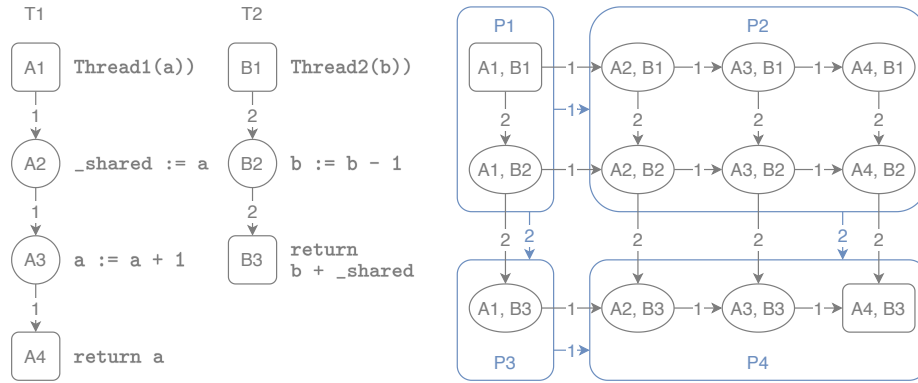 T1 T2 P1 P2
A1 Thread1(a)) B1 Thread2(b)) A1, B1 1 A2, B1 1 A3, B1 1 A4, B1
1 2 2 1 2 2 2
A2 _shared := a B2 b := b - 1 A1, B2 1 A2, B2 1 A3, B2 1 A4, B2
1 2 2 2 2 2 2 2
A3 a := a + 1 B3 return
b + _shared
1 A1, B3 1 A2, B3 1 A3, B3 1 A4, B3
A4 return a P3 1 P4